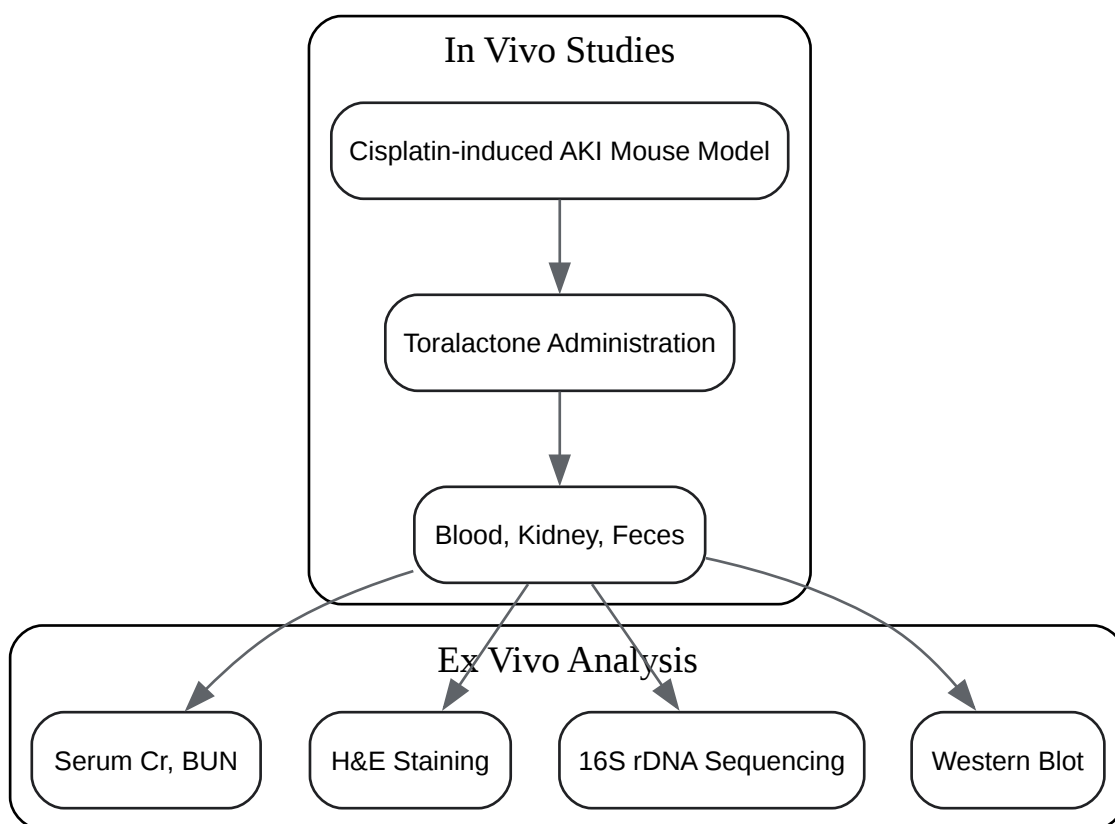 In Vivo Studies
Cisplatin-induced AKI Mouse Model
Toralactone Administration
Blood, Kidney, Feces
Ex Vivo Analysis
Serum Cr, BUN
H&E Staining
16S rDNA Sequencing
Western Blot